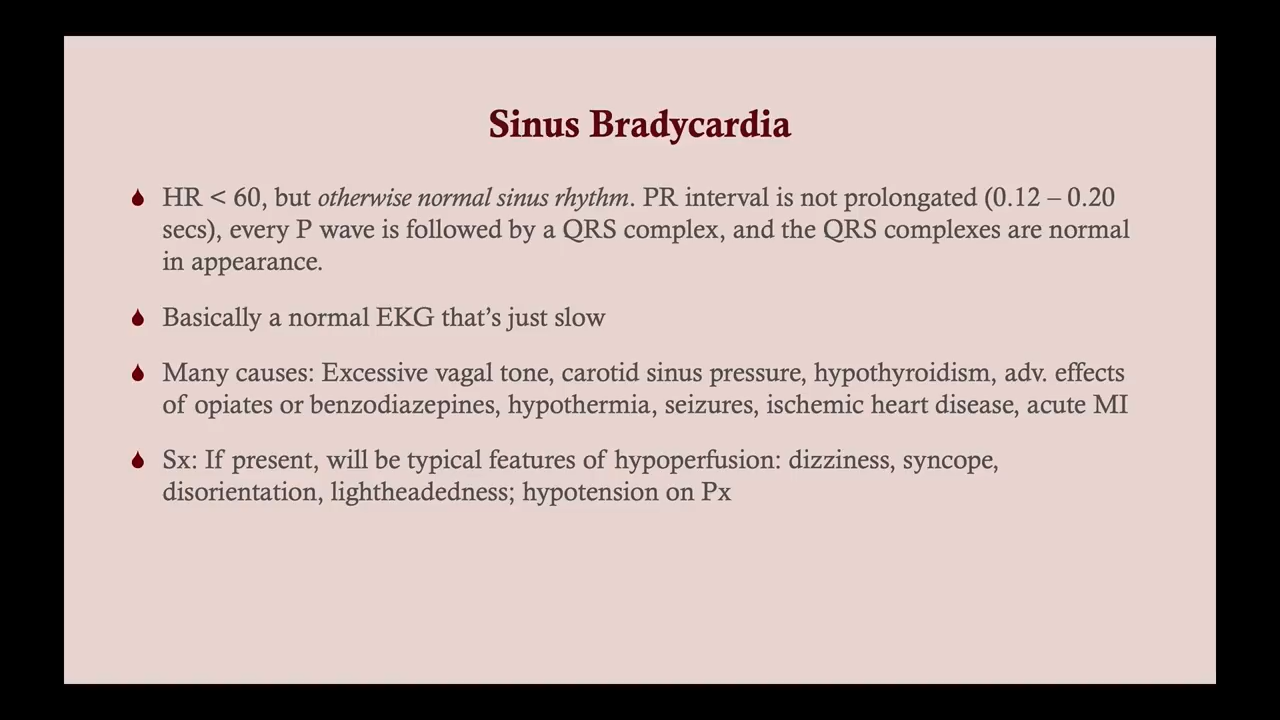 Sinus Bradycardia
HR < 60, but otherwise normal sinus rhythm. PR interval is not prolongated (0.12 – 0.20
secs), every P wave is followed by a QRS complex, and the QRS complexes are normal
in appearance.
Basically a normal EKG that’s just slow
Many causes: Excessive vagal tone, carotid sinus pressure, hypothyroidism, adv. effects
of opiates or benzodiazepines, hypothermia, seizures, ischemic heart disease, acute MI
Sx: If present, will be typical features of hypoperfusion: dizziness, syncope,
disorientation, lightheadedness; hypotension on Px